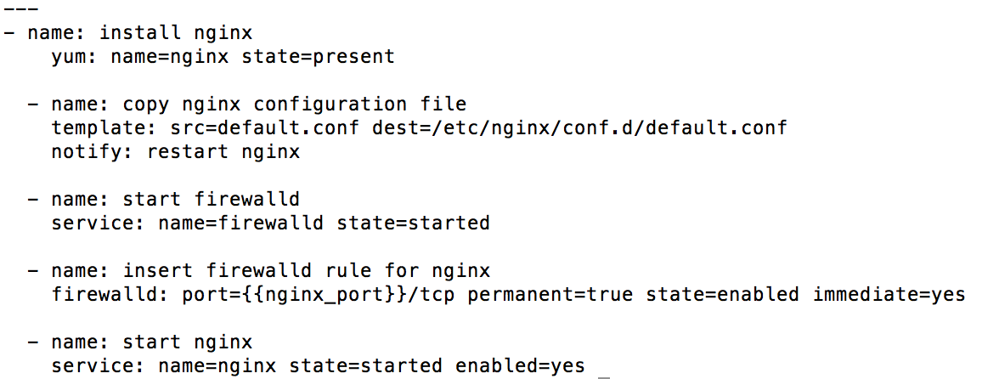 ---
- name: install nginx
    yum: name=nginx state=present
  - name: copy nginx configuration file
    template: src=default.conf dest=/etc/nginx/conf.d/default.conf
    notify: restart nginx
  - name: start firewalld
    service: name=firewalld state=started
  - name: insert firewalld rule for nginx
    firewalld: port={{nginx_port}}/tcp permanent=true state=enabled immediate=yes
  - name: start nginx
    service: name=nginx state=started enabled=yes _